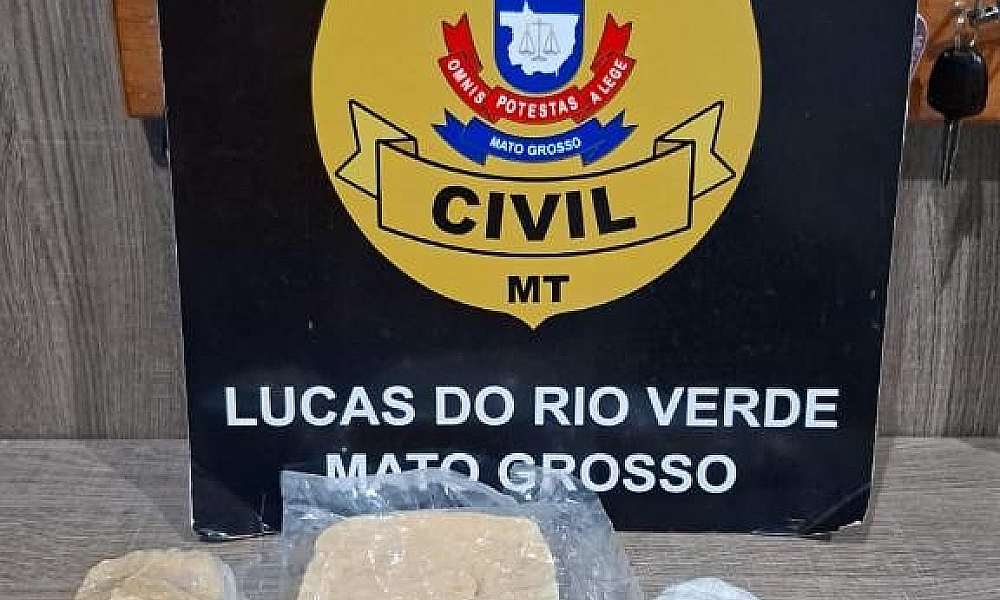 OMNIS POTESTAS A LEGE
MATO GROSSO
CIVIL
MT
LUCAS DO RIO VERDE
MATO GROSSO